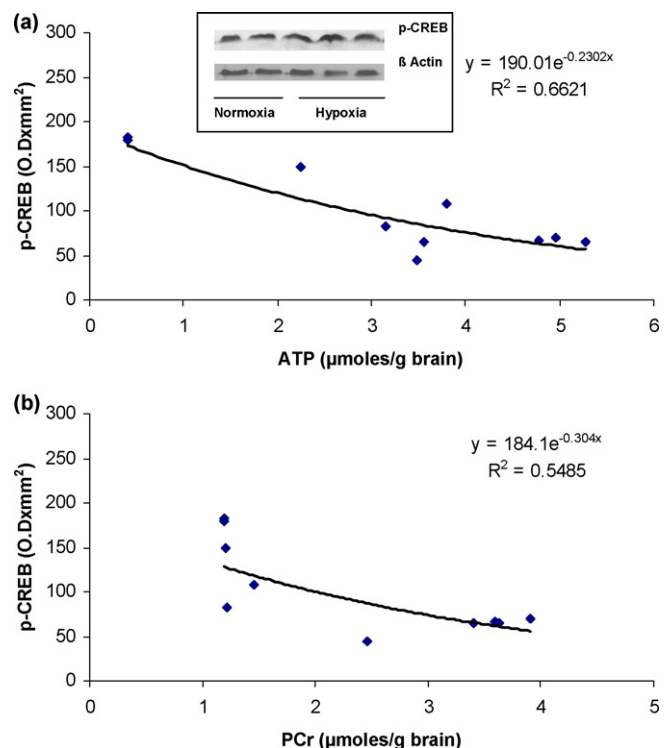 (a)
p-CREB
ß Actin
Normoxia Hypoxia
y = 190.01e^-0.2302x
R² = 0.6621
300
250
200
150
100
50
0
p-CREB (O.Dxmm²)
0 1 2 3 4 5 6
ATP (µmoles/g brain)
(b)
y = 184.1e^-0.304x
R² = 0.5485
300
250
200
150
100
50
0
p-CREB (O.Dxmm²)
0 1 2 3 4 5
PCr (µmoles/g brain)